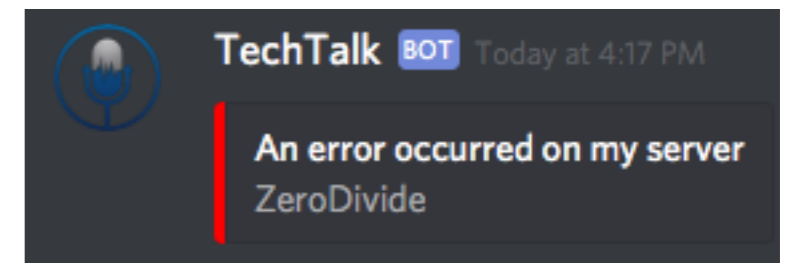 TechTalk BOT Today at 4:17 PM
An error occurred on my server
ZeroDivide